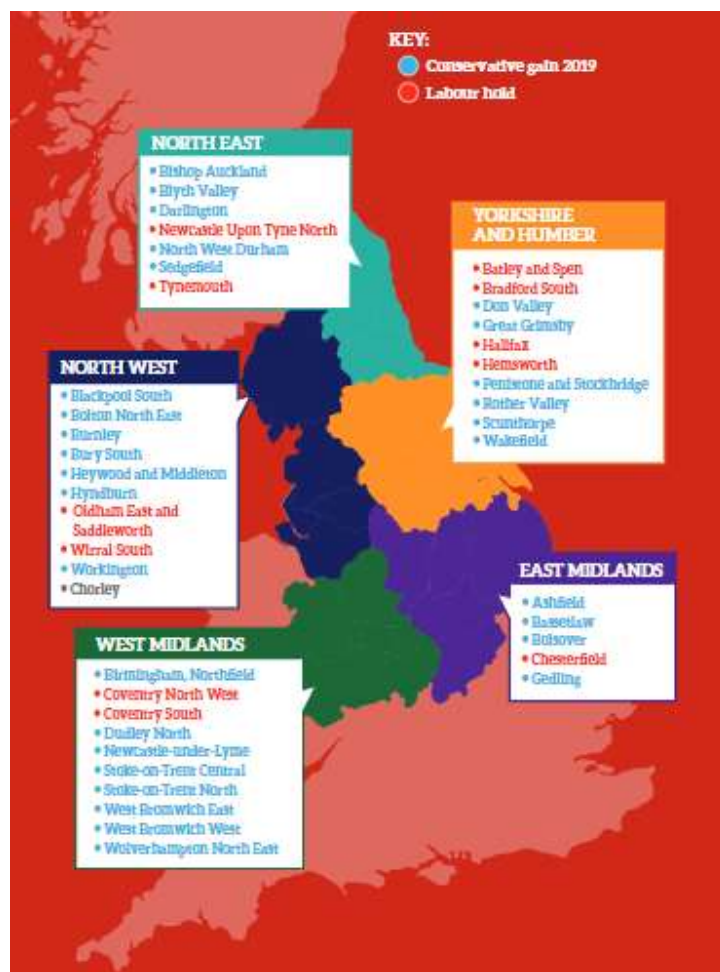 KEY:
Conservative gain 2019
Labour hold
NORTH EAST
• Bishop Auckland
• Blyth Valley
• Darlington
• Newcastle Upon Tyne North
• North West Durham
• Sedgefield
• Tynemouth
YORKSHIRE
AND HUMBER
• Batley and Spen
• Bradford South
• Don Valley
• Great Grimsby
• Halifax
• Hemsworth
• Penistone and Stockbridge
• Rother Valley
• Scunthorpe
• Wakefield
NORTH WEST
• Blackpool South
• Bolton North East
• Burnley
• Bury South
• Heywood and Middleton
• Hyndburn
• Oldham East and
Saddleworth
• Wirral South
• Workington
• Chorley
EAST MIDLANDS
• Ashfield
• Bassetlaw
• Bolsover
• Chesterfield
• Gedling
WEST MIDLANDS
• Birmingham, Northfield
• Coventry North West
• Coventry South
• Dudley North
• Newcastle-under-Lyme
• Stoke-on-Trent Central
• Stoke-on-Trent North
• West Bromwich East
• West Bromwich West
• Wolverhampton North East